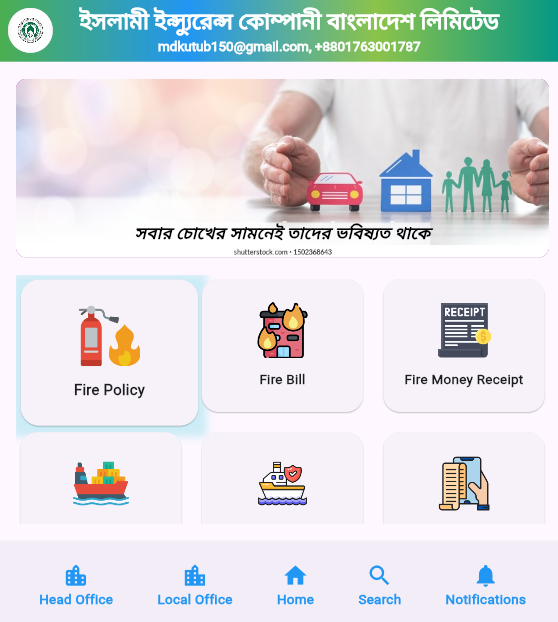 ইসলামী ইন্স্যুরেন্স কোম্পানী বাংলাদেশ লিমিটেড
mdkutub150@gmail.com, +8801763001787
সবার চোখের সামনেই তাদের ভবিষ্যত থাকে
shutterstock.com • 1502368643
RECEIPT
Fire Policy
Fire Bill
Fire Money Receipt
Head Office
Local Office
Home
Search
Notifications